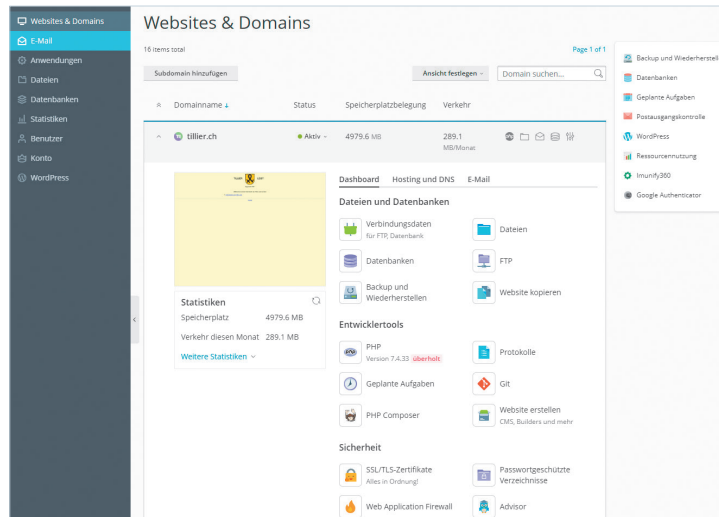 Websites & Domains
E-Mail
Anwendungen
Dateien
Datenbanken
Statistiken
Benutzer
Konto
WordPress
Websites & Domains
16 items total
Page 1 of 1
Subdomain hinzufügen
Ansicht festlegen
Domain suchen...
Domainname
Status
Speicherplatzbelegung
Verkehr
tillier.ch
Aktiv
4979.6 MB
289.1
MB/Monat
Statistiken
Speicherplatz 4979.6 MB
Verkehr diesen Monat 289.1 MB
Weitere Statistiken
Dashboard Hosting und DNS E-Mail
Dateien und Datenbanken
Verbindungsdaten
für FTP, Datenbank
Dateien
Datenbanken
FTP
Backup und
Wiederherstellen
Website kopieren
Entwicklertools
PHP
Version 7.4.33 überholt
Protokolle
Geplante Aufgaben
Git
PHP Composer
Website erstellen
CMS, Builders und mehr
Sicherheit
SSL/TLS-Zertifikate
Alles in Ordnung!
Passwortgeschützte
Verzeichnisse
Web Application Firewall
Advisor
Backup und Wiederherstell
Datenbanken
Geplante Aufgaben
Postausgangskontrolle
WordPress
Ressourcennutzung
Imunify360
Google Authenticator